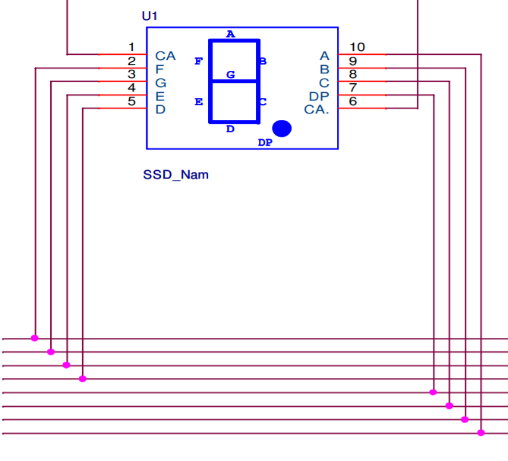 U1
1 CA A 10
2 F B 9
3 G C 8
4 E DP 7
5 D CA. 6
A
F B
G
E C
D
DP
SSD_Nam